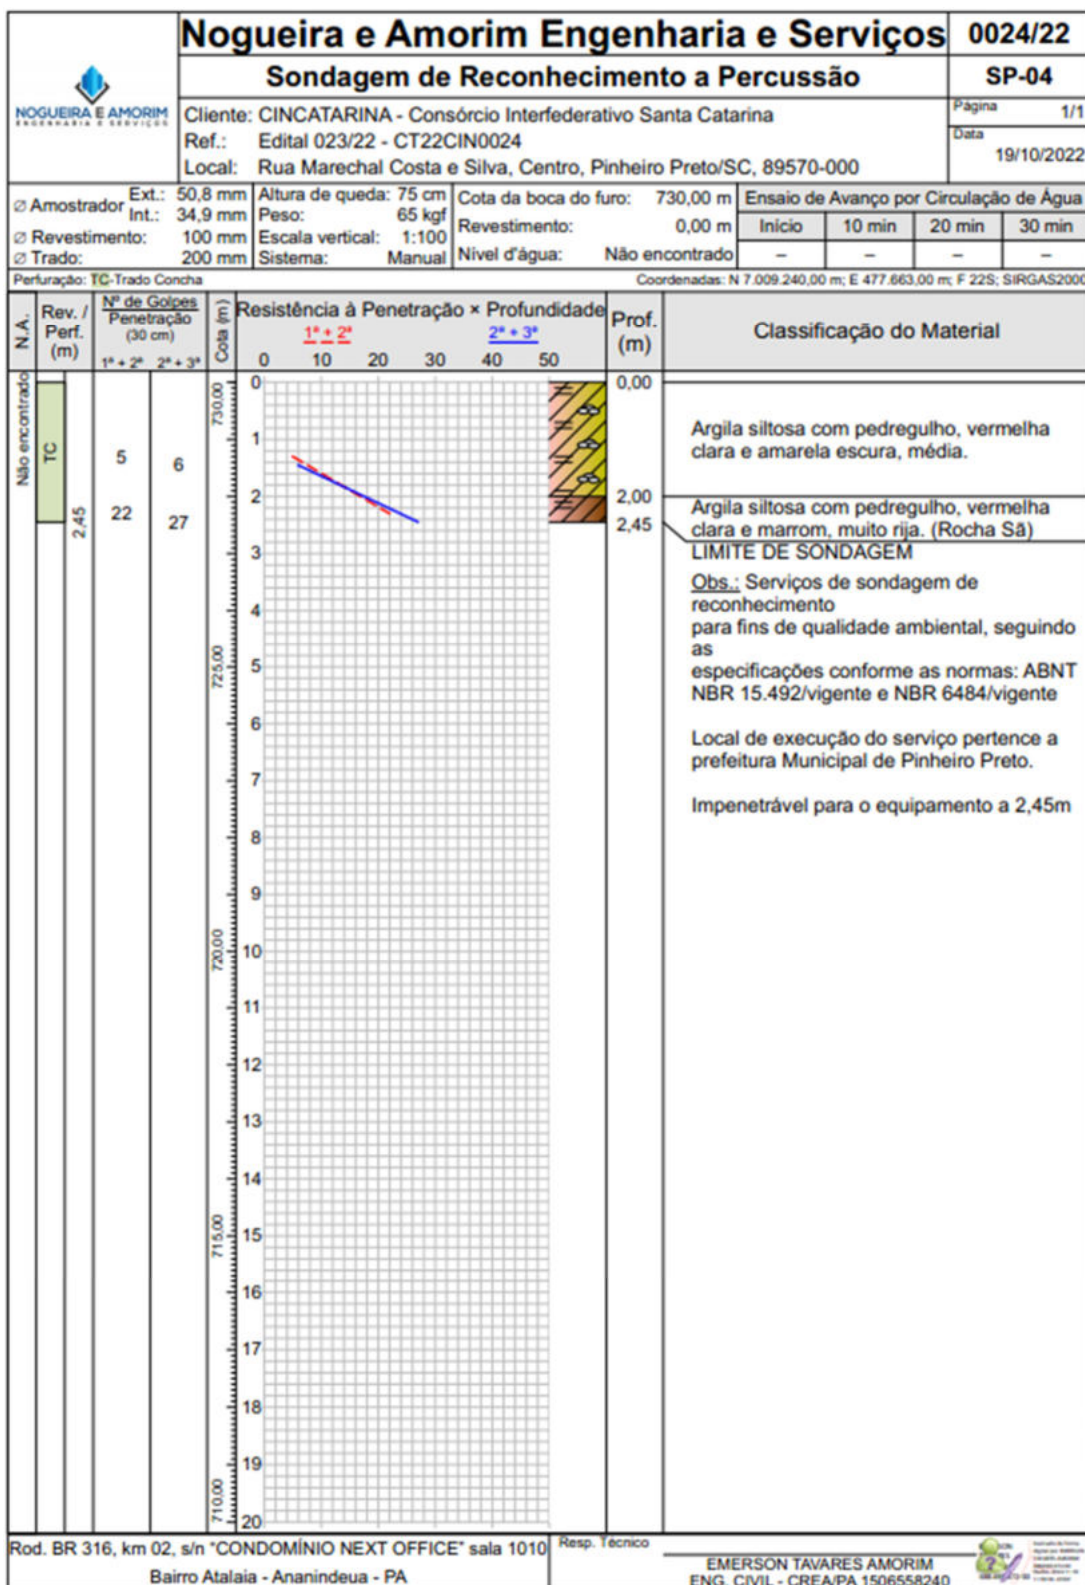 Nogueira e Amorim Engenharia e Serviços
0024/22
NOGUEIRA E AMORIM
ENGENHARIA E SERVIÇOS
Sondagem de Reconhecimento a Percussão
SP-04
Cliente: CINCATARINA - Consórcio Interfederativo Santa Catarina
Ref.: Edital 023/22 - CT22CIN0024
Local: Rua Marechal Costa e Silva, Centro, Pinheiro Preto/SC, 89570-000
Página 1/1
Data
19/10/2022
Ø Amostrador Ext.: 50,8 mm
Int.: 34,9 mm
Ø Revestimento: 100 mm
Ø Trado: 200 mm
Altura de queda: 75 cm
Peso: 65 kgf
Escala vertical: 1:100
Sistema: Manual
Cota da boca do furo: 730,00 m
Revestimento: 0,00 m
Nível d'água: Não encontrado
Ensaio de Avanço por Circulação de Água
Início 10 min 20 min 30 min
– – – –
Perfuração: TC-Trado Concha
Coordenadas: N 7.009.240,00 m; E 477.663,00 m; F 22S; SIRGAS2000
N.A.
Rev. / Perf. (m)
Nº de Golpes
Penetração
(30 cm)
1ª + 2ª 2ª + 3ª
Cota (m)
Resistência à Penetração × Profundidade
1ª + 2ª 2ª + 3ª
0 10 20 30 40 50
Prof. (m)
Classificação do Material
Não encontrado
TC
2,45
5 6
22 27
730,00
725,00
720,00
715,00
710,00
0
1
2
3
4
5
6
7
8
9
10
11
12
13
14
15
16
17
18
19
20
0,00
2,00
2,45
Argila siltosa com pedregulho, vermelha
clara e amarela escura, média.
Argila siltosa com pedregulho, vermelha
clara e marrom, muito rija. (Rocha Sã)
LIMITE DE SONDAGEM
Obs.: Serviços de sondagem de
reconhecimento
para fins de qualidade ambiental, seguindo
as
especificações conforme as normas: ABNT
NBR 15.492/vigente e NBR 6484/vigente
Local de execução do serviço pertence a
prefeitura Municipal de Pinheiro Preto.
Impenetrável para o equipamento a 2,45m
Rod. BR 316, km 02, s/n "CONDOMÍNIO NEXT OFFICE" sala 1010
Bairro Atalaia - Ananindeua - PA
Resp. Técnico
EMERSON TAVARES AMORIM
ENG. CIVIL - CREA/PA 1506558240